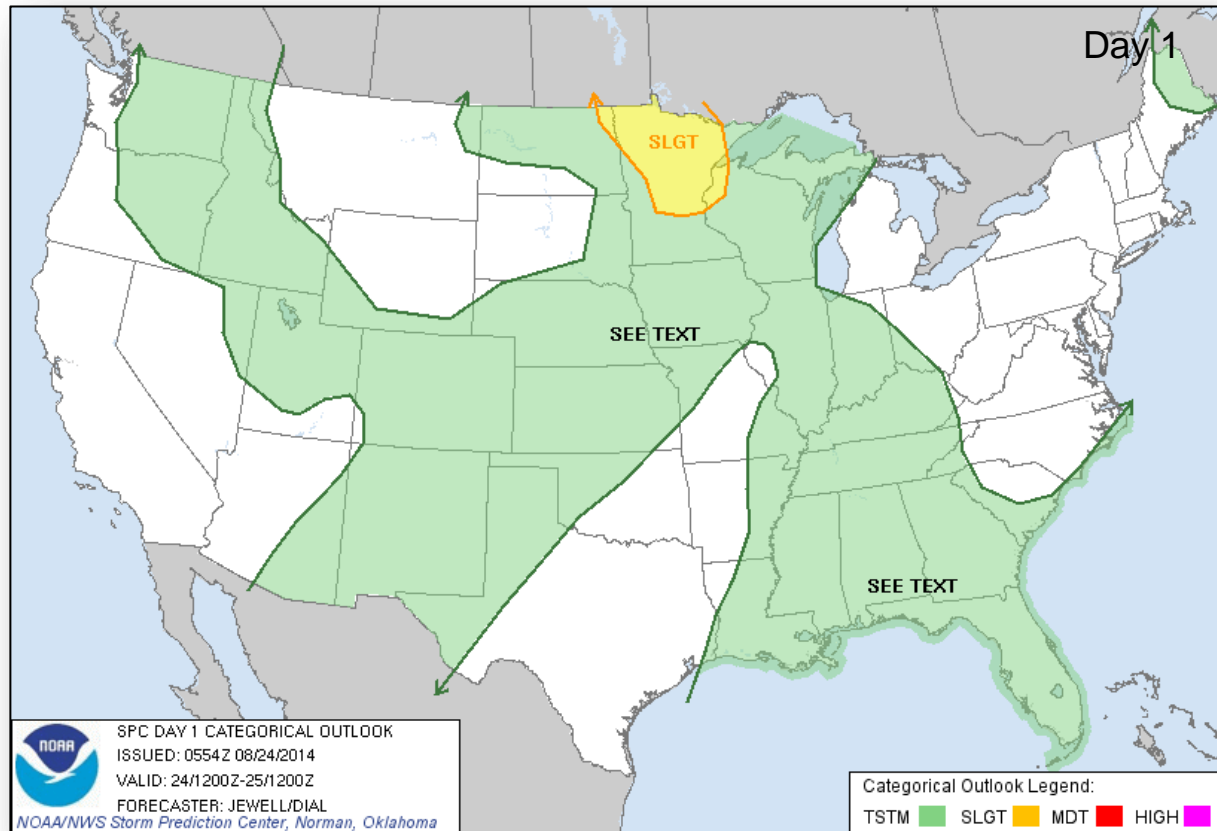 Day 1
SLGT
SEE TEXT
SEE TEXT
NOAA
SPC DAY 1 CATEGORICAL OUTLOOK
ISSUED: 0554Z 08/24/2014
VALID: 24/1200Z-25/1200Z
FORECASTER: JEWELL/DIAL
NOAA/NWS Storm Prediction Center, Norman, Oklahoma
Categorical Outlook Legend:
TSTM SLGT MDT HIGH